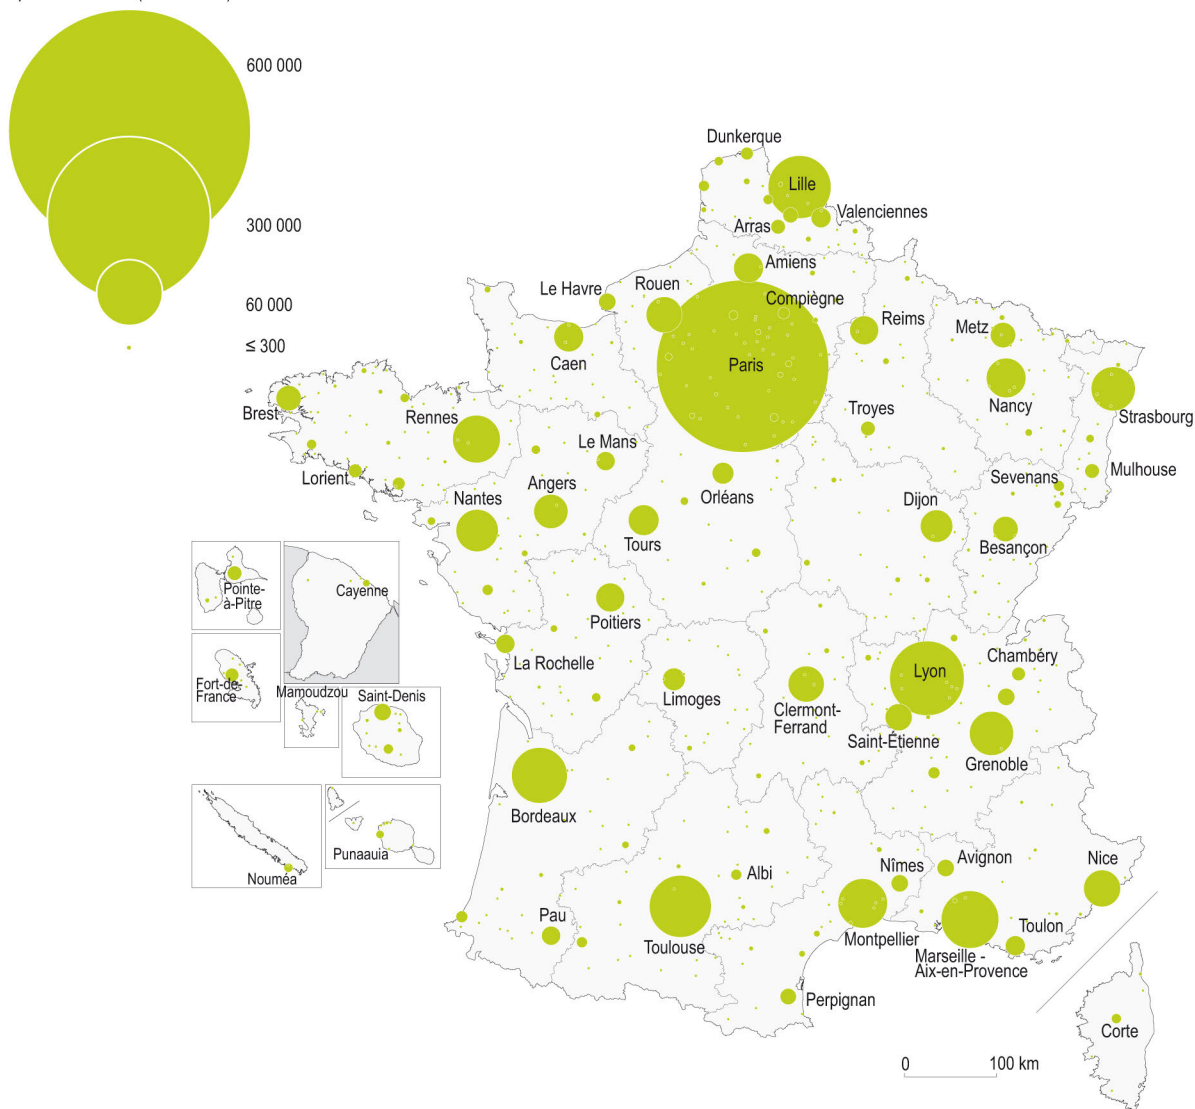 600 000
300 000
60 000
≤ 300
Dunkerque
Lille
Valenciennes
Arras
Amiens
Rouen
Compiègne
Le Havre
Reims
Metz
Caen
Paris
Nancy
Strasbourg
Brest
Rennes
Troyes
Le Mans
Lorient
Mulhouse
Sevenans
Angers
Orléans
Nantes
Dijon
Tours
Besançon
Pointe-
à-Pitre
Cayenne
Poitiers
La Rochelle
Chambéry
Lyon
Fort-de-
France
Mamoudzou
Saint-Denis
Limoges
Clermont-
Ferrand
Saint-Étienne
Grenoble
Bordeaux
Punaauia
Nouméa
Albi
Nîmes
Avignon
Nice
Pau
Toulouse
Montpellier
Toulon
Marseille -
Aix-en-Provence
Perpignan
Corte
0
100 km